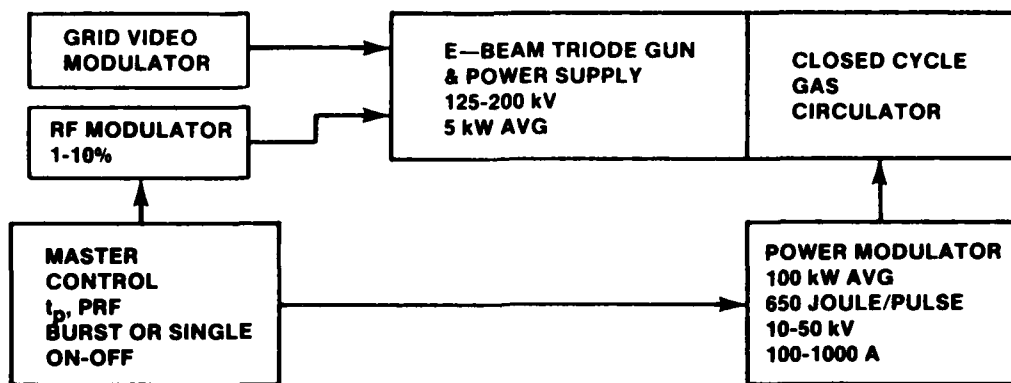 GRID VIDEO
MODULATOR
RF MODULATOR
1-10%
E—BEAM TRIODE GUN
& POWER SUPPLY
125-200 kV
5 kW AVG
CLOSED CYCLE
GAS
CIRCULATOR
MASTER
CONTROL
tp, PRF
BURST OR SINGLE
ON-OFF
POWER MODULATOR
100 kW AVG
650 JOULE/PULSE
10-50 kV
100-1000 A